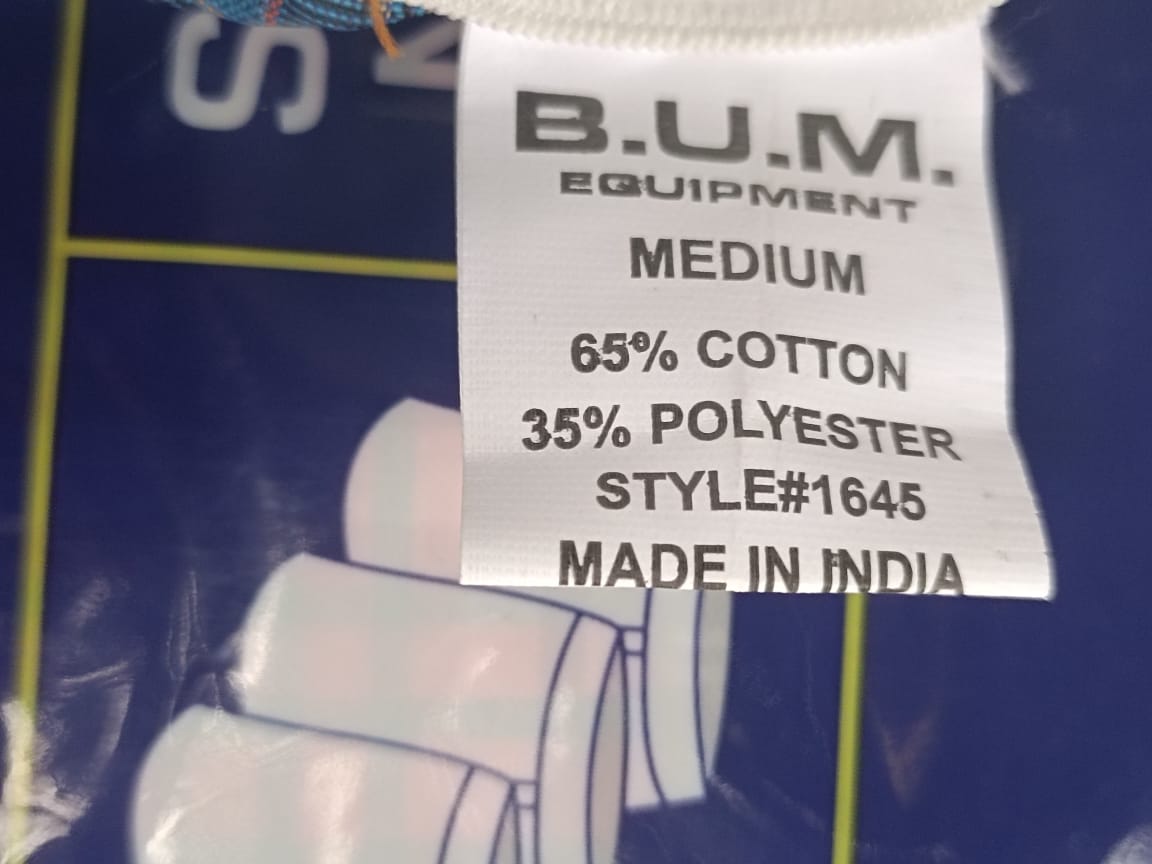 B.U.M.
EQUIPMENT
MEDIUM
65% COTTON
35% POLYESTER
STYLE#1645
MADE IN INDIA